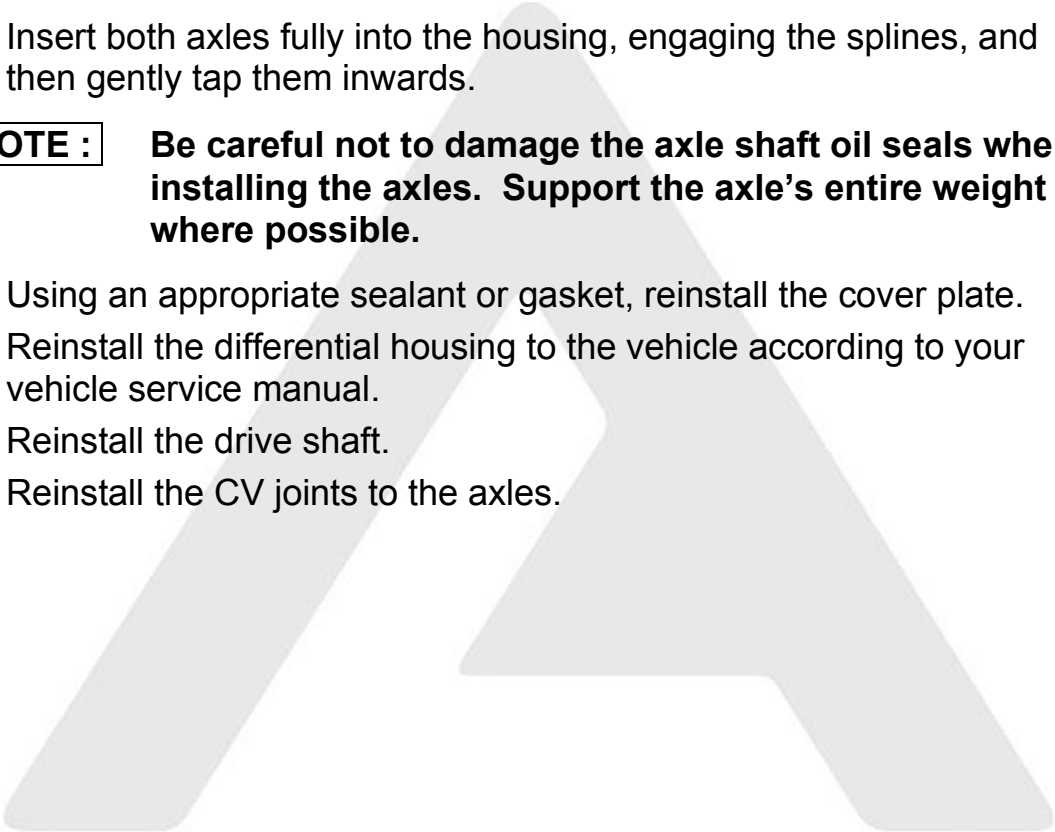 Insert both axles fully into the housing, engaging the splines, and
then gently tap them inwards.
OTE : Be careful not to damage the axle shaft oil seals whe
installing the axles. Support the axle’s entire weight
where possible.
Using an appropriate sealant or gasket, reinstall the cover plate.
Reinstall the differential housing to the vehicle according to your
vehicle service manual.
Reinstall the drive shaft.
Reinstall the CV joints to the axles.